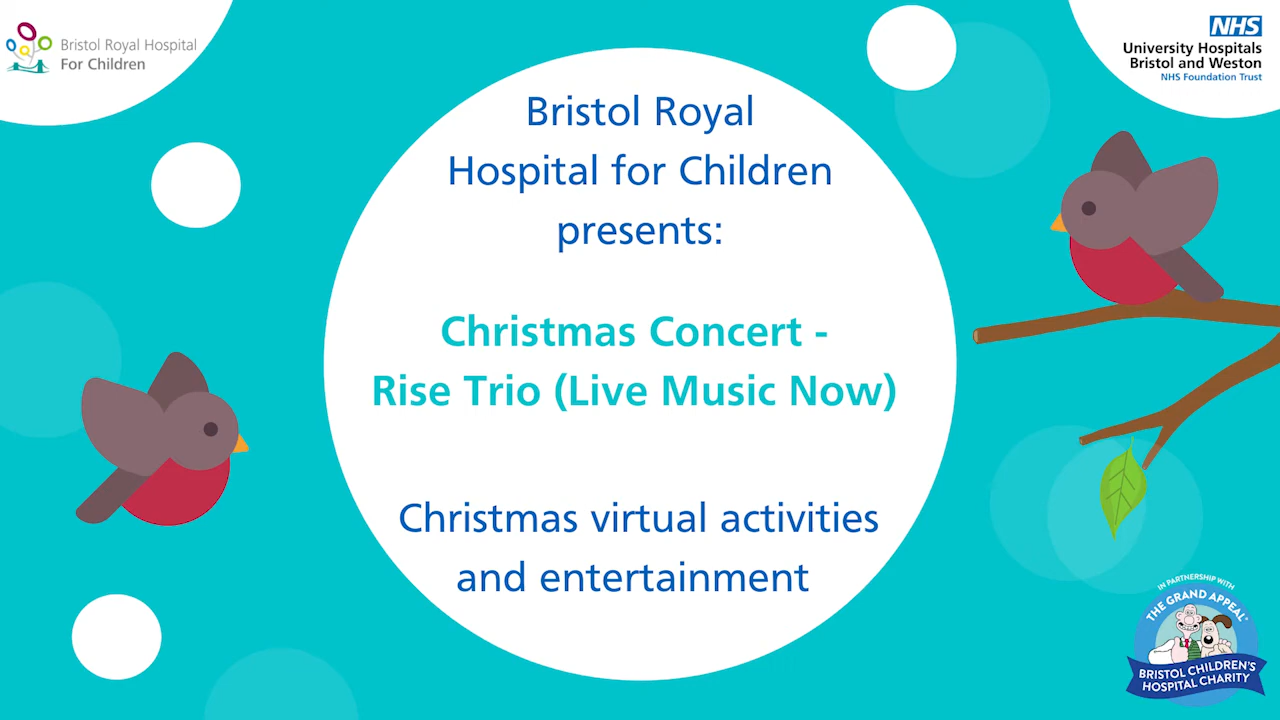 Bristol Royal Hospital
For Children
NHS
University Hospitals
Bristol and Weston
NHS Foundation Trust
Bristol Royal
Hospital for Children
presents:
Christmas Concert -
Rise Trio (Live Music Now)
Christmas virtual activities
and entertainment
IN PARTNERSHIP WITH
THE GRAND APPEAL
BRISTOL CHILDREN'S
HOSPITAL CHARITY